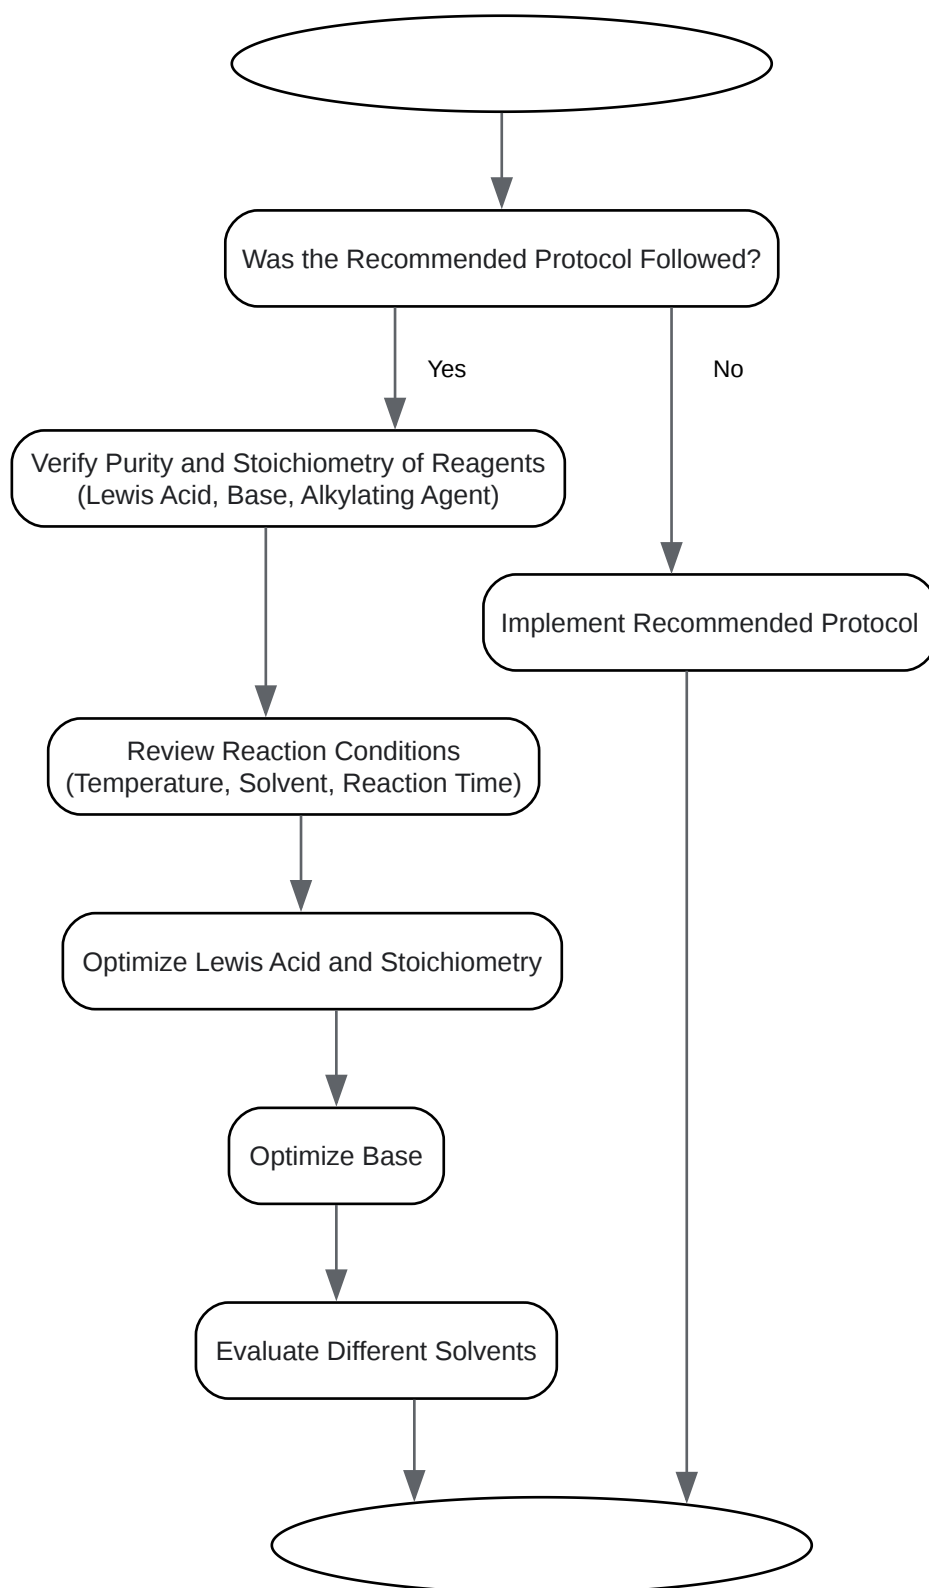 Was the Recommended Protocol Followed?
Yes
No
Verify Purity and Stoichiometry of Reagents
(Lewis Acid, Base, Alkylating Agent)
Implement Recommended Protocol
Review Reaction Conditions
(Temperature, Solvent, Reaction Time)
Optimize Lewis Acid and Stoichiometry
Optimize Base
Evaluate Different Solvents